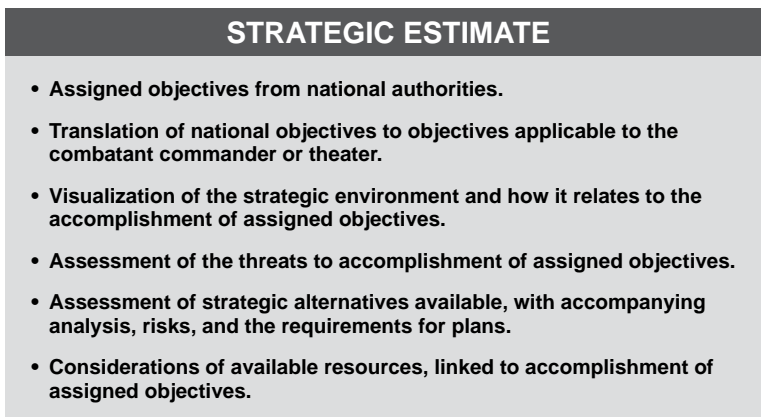 STRATEGIC ESTIMATE
• Assigned objectives from national authorities.
• Translation of national objectives to objectives applicable to the
combatant commander or theater.
• Visualization of the strategic environment and how it relates to the
accomplishment of assigned objectives.
• Assessment of the threats to accomplishment of assigned objectives.
• Assessment of strategic alternatives available, with accompanying
analysis, risks, and the requirements for plans.
• Considerations of available resources, linked to accomplishment of
assigned objectives.